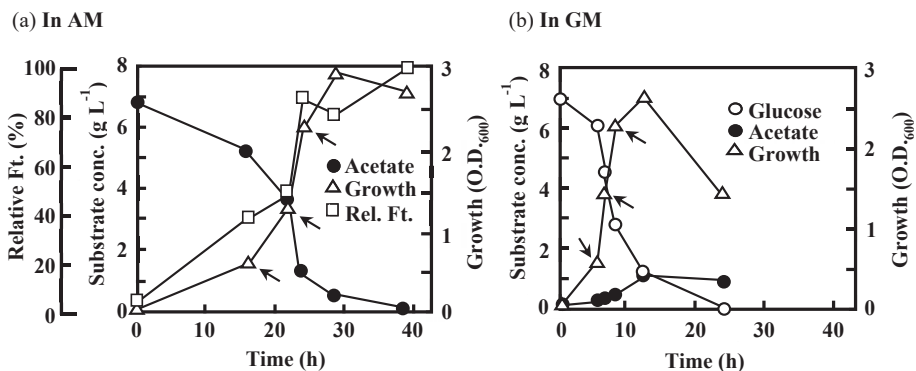 (a) In AM
(b) In GM
Relative Ft. (%)
100
80
60
40
20
0
Substrate conc. (g L⁻¹)
8
6
4
2
0
3
2
1
0
Growth (O.D.₆₀₀)
0
10
20
30
40
Time (h)
Acetate
Growth
Rel. Ft.
Substrate conc. (g L⁻¹)
8
6
4
2
0
3
2
1
0
Growth (O.D.₆₀₀)
0
10
20
30
40
Time (h)
Glucose
Acetate
Growth